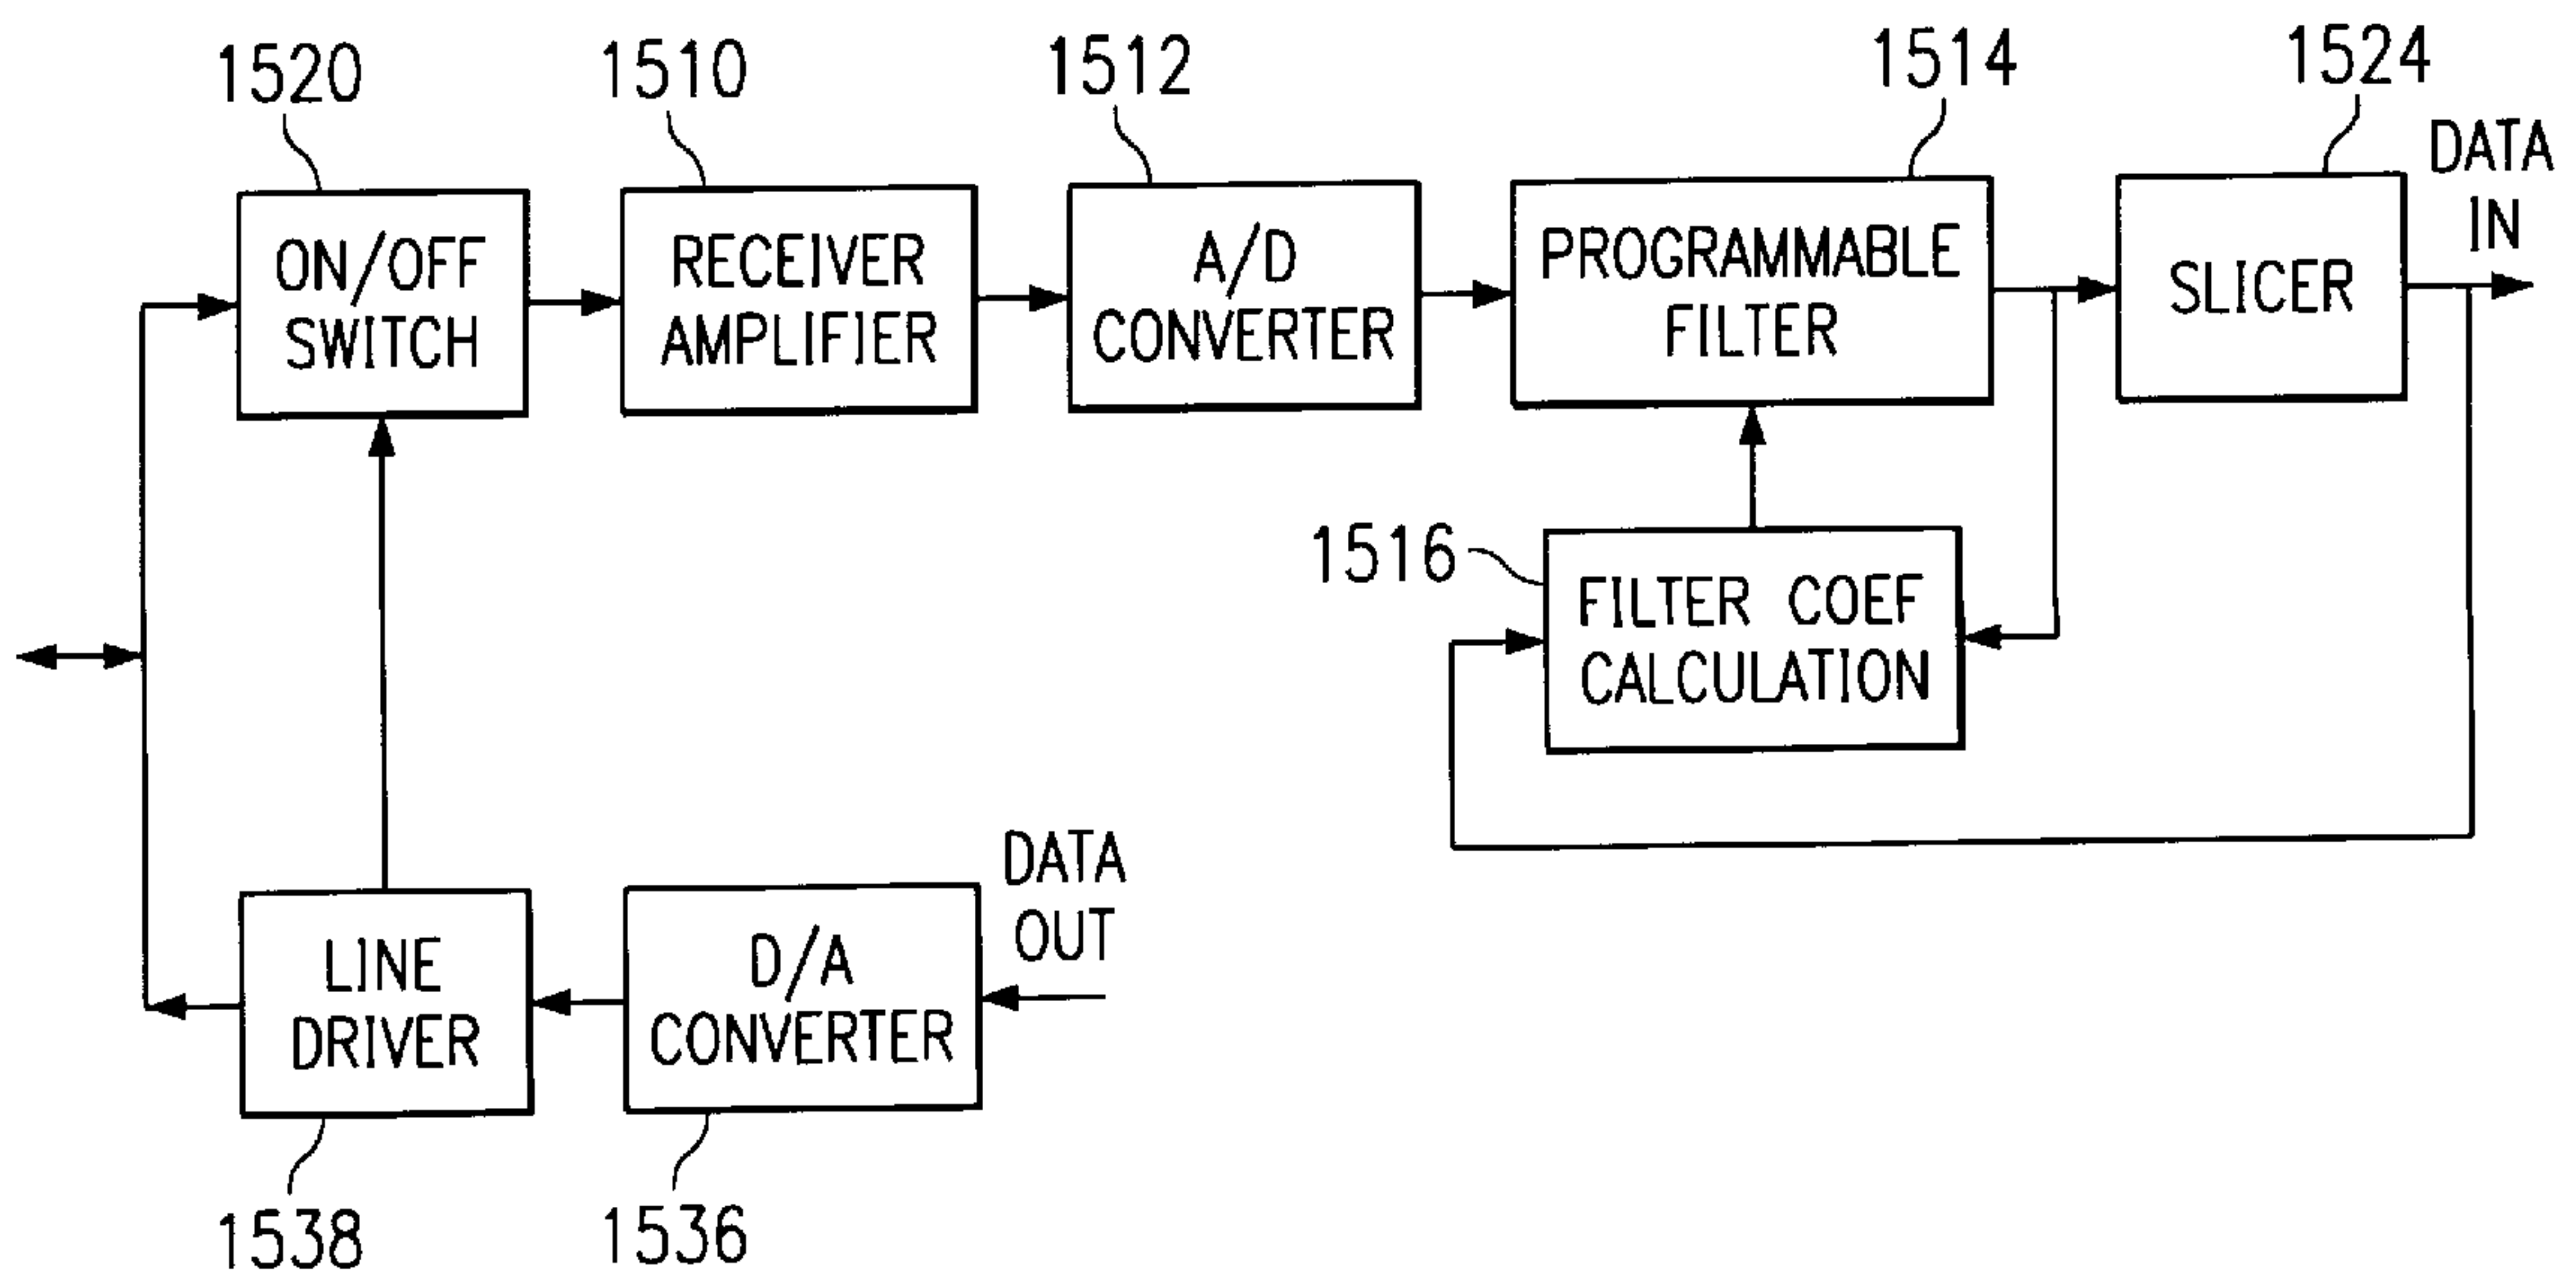 1520
1510
1512
1514
1524
DATA
IN
ON/OFF
SWITCH
RECEIVER
AMPLIFIER
A/D
CONVERTER
PROGRAMMABLE
FILTER
SLICER
1516
FILTER COEF
CALCULATION
DATA
OUT
LINE
DRIVER
D/A
CONVERTER
1538
1536